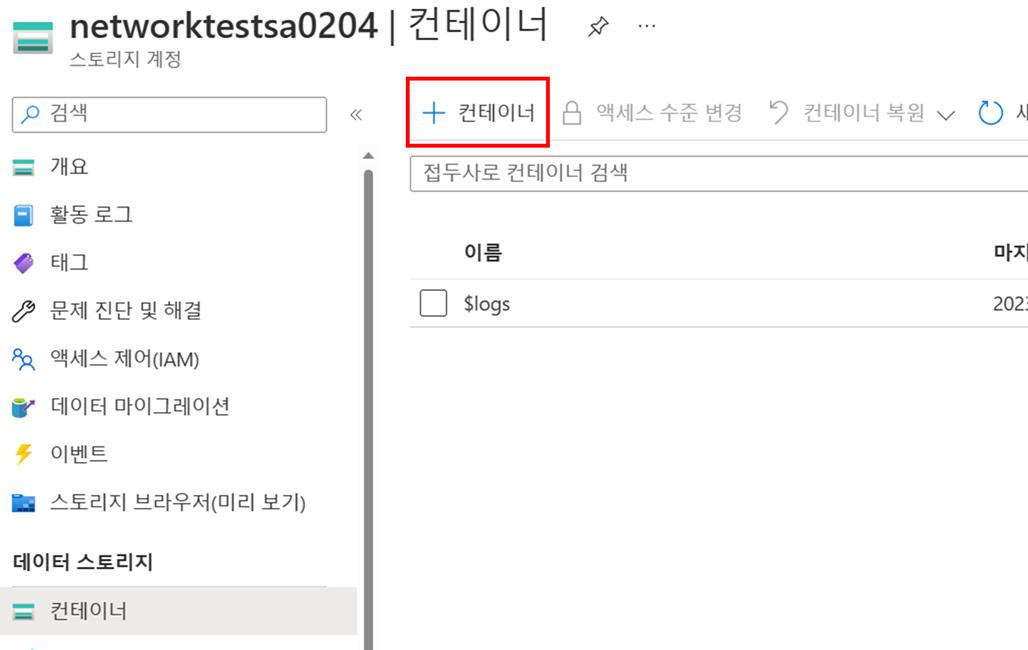 networktestsa0204 | 컨테이너
스토리지 계정
검색
개요
활동 로그
태그
문제 진단 및 해결
액세스 제어(IAM)
데이터 마이그레이션
이벤트
스토리지 브라우저(미리 보기)
데이터 스토리지
컨테이너
컨테이너 액세스 수준 변경 컨테이너 복원
접두사로 컨테이너 검색
이름 마지
$logs 2023